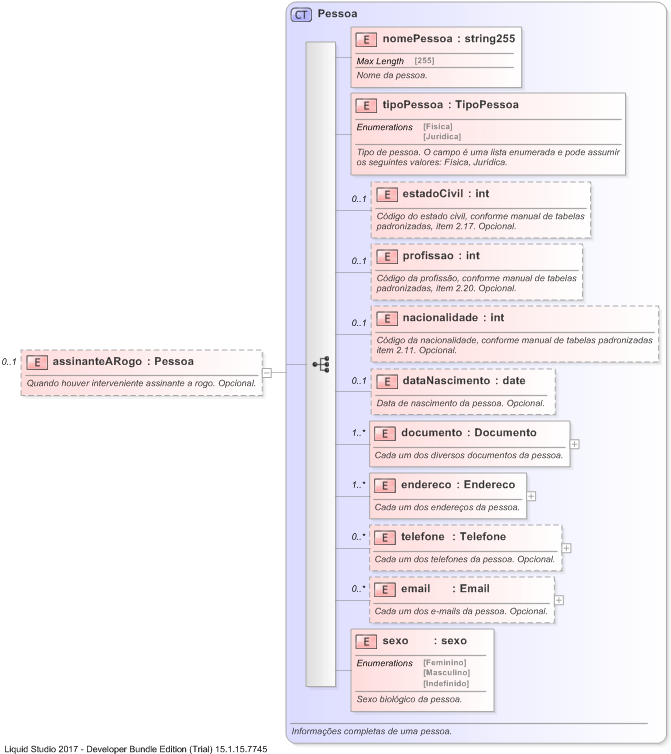 CT Pessoa
E nomePessoa : string255
Max Length [255]
Nome da pessoa.
E tipoPessoa : TipoPessoa
Enumerations [Física]
[Jurídica]
Tipo de pessoa. O campo é uma lista enumerada e pode assumir
os seguintes valores: Física, Jurídica.
0..1 E estadoCivil : int
Código do estado civil, conforme manual de tabelas
padronizadas, item 2.17. Opcional.
0..1 E profissao : int
Código da profissão, conforme manual de tabelas
padronizadas, item 2.20. Opcional.
0..1 E nacionalidade : int
Código da nacionalidade, conforme manual de tabelas padronizadas
item 2.11. Opcional.
0..1 E assinanteARogo : Pessoa
Quando houver interveniente assinante a rogo. Opcional.
0..1 E dataNascimento : date
Data de nascimento da pessoa. Opcional.
1..* E documento : Documento
Cada um dos diversos documentos da pessoa.
1..* E endereco : Endereco
Cada um dos endereços da pessoa.
0..* E telefone : Telefone
Cada um dos telefones da pessoa. Opcional.
0..* E email : Email
Cada um dos e-mails da pessoa. Opcional.
E sexo : sexo
Enumerations [Feminino]
[Masculino]
[Indefinido]
Sexo biológico da pessoa.
Informações completas de uma pessoa.
Liquid Studio 2017 - Developer Bundle Edition (Trial) 15.1.15.7745